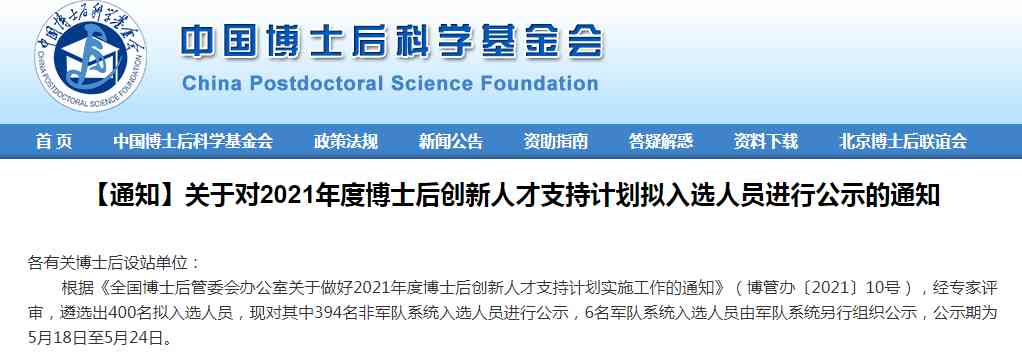 中国博士后科学基金会
CHINA POSTDOCTORAL SCIENCE FOUNDATION
中国博士后科学基金会
China Postdoctoral Science Foundation
首 页 中国博士后科学基金会 政策法规 新闻公告 资助指南 答疑解惑 资料下载 北京博士后联谊会
【通知】关于对2021年度博士后创新人才支持计划拟入选人员进行公示的通知
各有关博士后设站单位：
根据《全国博士后管委会办公室关于做好2021年度博士后创新人才支持计划实施工作的通知》（博管办〔2021〕10号），经专家评
审，遴选出400名拟入选人员，现对其中394名非军队系统入选人员进行公示，6名军队系统入选人员由军队系统另行组织公示，公示期为
5月18日至5月24日。